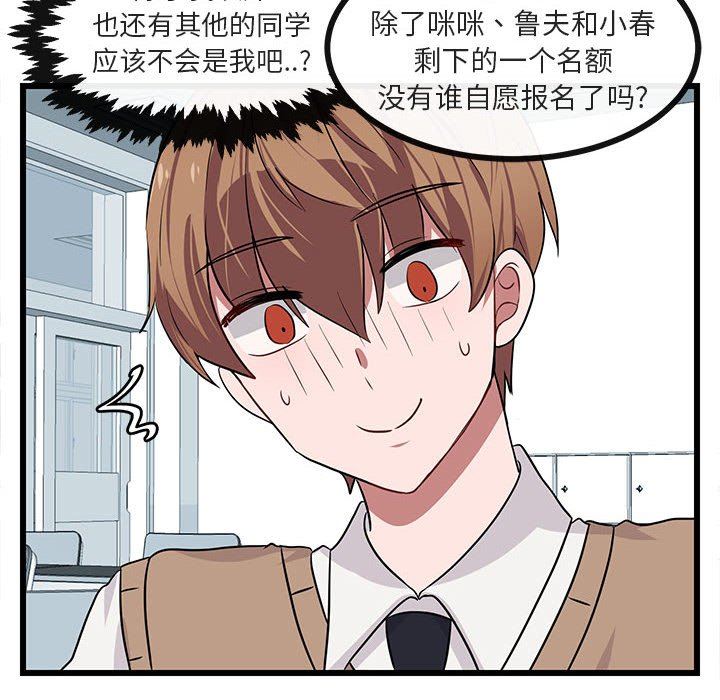 也还有其他的同学
应该不会是我吧..?
除了咪咪、鲁夫和小春
剩下的一个名额
没有谁自愿报名了吗?